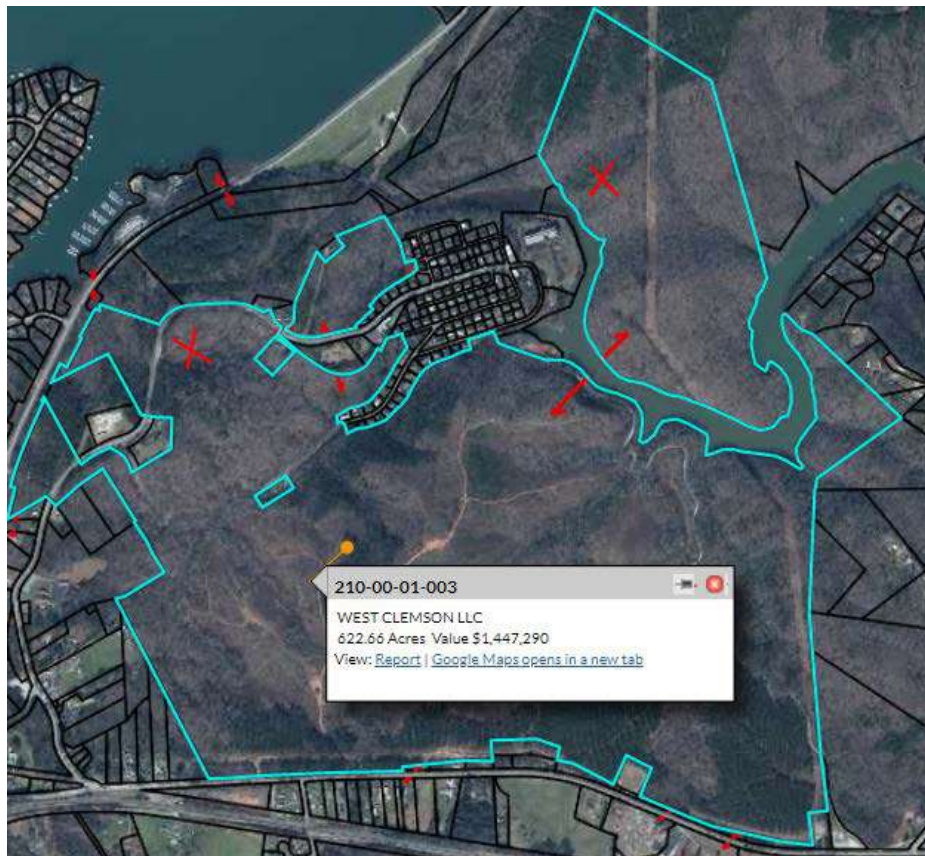 210-00-01-003
WEST CLEMSON LLC
622.66 Acres Value $1,447,290
View: Report | Google Maps opens in a new tab